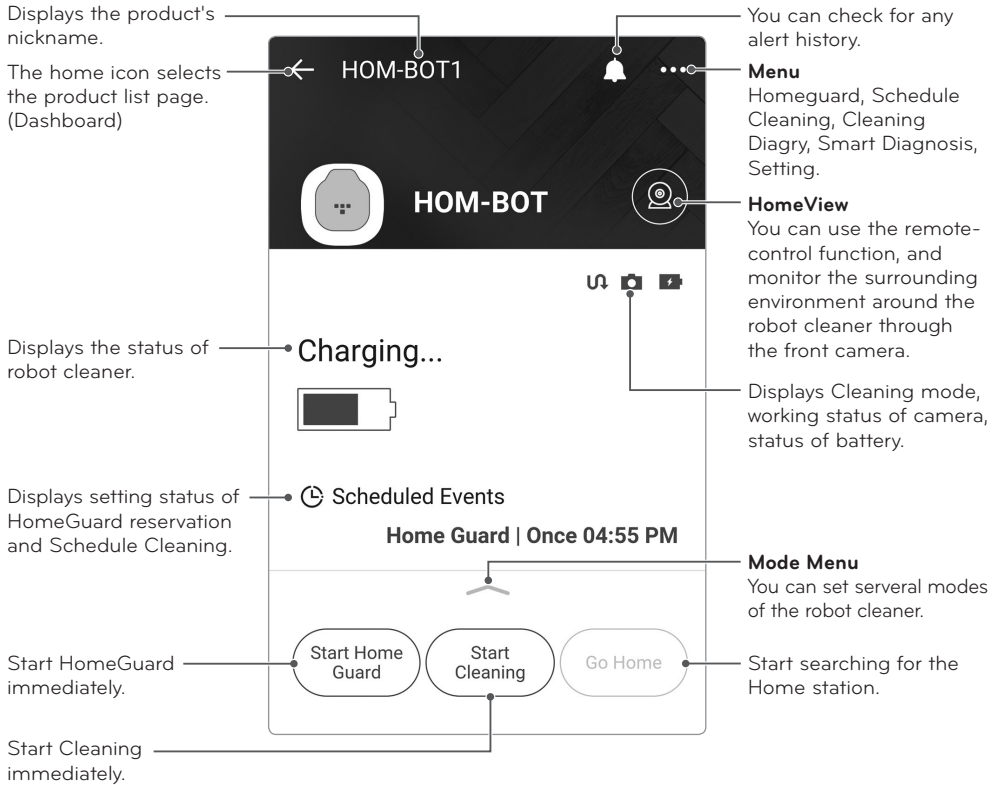 Displays the product's
nickname.
The home icon selects
the product list page.
(Dashboard)
Displays the status of
robot cleaner.
Displays setting status of
HomeGuard reservation
and Schedule Cleaning.
Start HomeGuard
immediately.
Start Cleaning
immediately.
HOM-BOT1
HOM-BOT
Charging...
Scheduled Events
Home Guard | Once 04:55 PM
Start Home
Guard
Start
Cleaning
Go Home
You can check for any
alert history.
Menu
Homeguard, Schedule
Cleaning, Cleaning
Diagry, Smart Diagnosis,
Setting.
HomeView
You can use the remote-
control function, and
monitor the surrounding
environment around the
robot cleaner through
the front camera.
Displays Cleaning mode,
working status of camera,
status of battery.
Mode Menu
You can set serveral modes
of the robot cleaner.
Start searching for the
Home station.